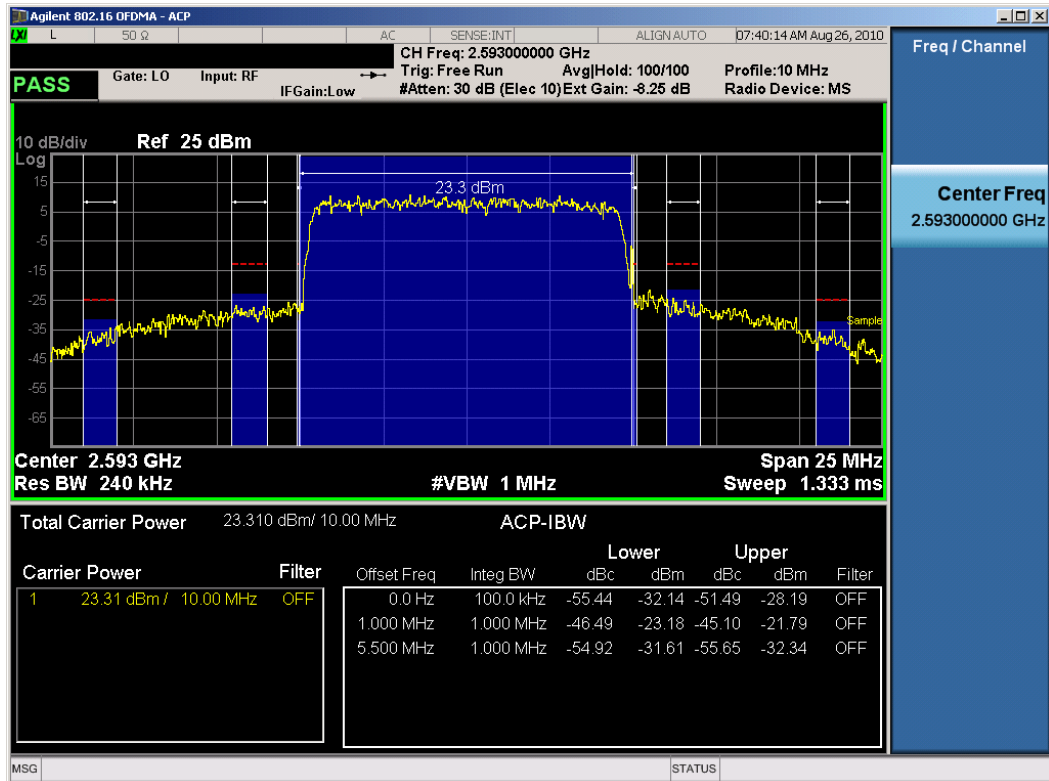 Agilent 802.16 OFDMA - ACP
LXI L 50 Ω AC SENSE:INT ALIGN AUTO 07:40:14 AM Aug 26, 2010
CH Freq: 2.593000000 GHz
PASS Gate: LO Input: RF Trig: Free Run Avg|Hold: 100/100 Profile:10 MHz
IFGain:Low #Atten: 30 dB (Elec 10) Ext Gain: -8.25 dB Radio Device: MS
Freq / Channel
Center Freq
2.593000000 GHz
10 dB/div Ref 25 dBm
Log
15
5
-5
-15
-25
-35
-45
-55
-65
23.3 dBm
Sample
Center 2.593 GHz Span 25 MHz
Res BW 240 kHz #VBW 1 MHz Sweep 1.333 ms
Total Carrier Power 23.310 dBm/ 10.00 MHz ACP-IBW
Lower Upper
Carrier Power Filter Offset Freq Integ BW dBc dBm dBc dBm Filter
1 23.31 dBm / 10.00 MHz OFF 0.0 Hz 100.0 kHz -55.44 -32.14 -51.49 -28.19 OFF
1.000 MHz 1.000 MHz -46.49 -23.18 -45.10 -21.79 OFF
5.500 MHz 1.000 MHz -54.92 -31.61 -55.65 -32.34 OFF
MSG STATUS